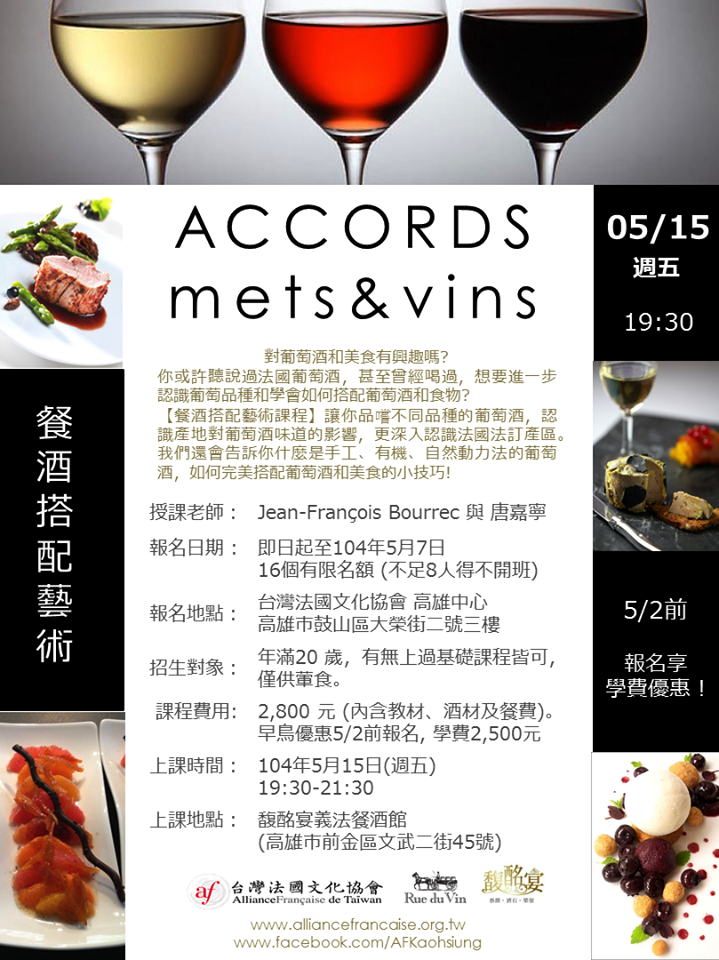 ACCORDS
mets&vins
05/15
週五
19:30
餐酒搭配藝術
對葡萄酒和美食有興趣嗎?
你或許聽說過法國葡萄酒，甚至曾經喝過，想要進一步
認識葡萄品種和學會如何搭配葡萄酒和食物?
【餐酒搭配藝術課程】讓你品嚐不同品種的葡萄酒，認
識產地對葡萄酒味道的影響，更深入認識法國法訂產區。
我們還會告訴你什麼是手工、有機、自然動力法的葡萄
酒，如何完美搭配葡萄酒和美食的小技巧!
授課老師： Jean-François Bourrec 與 唐嘉寧
報名日期： 即日起至104年5月7日
16個有限名額 (不足8人得不開班)
報名地點： 台灣法國文化協會 高雄中心
高雄市鼓山區大榮街二號三樓
招生對象： 年滿20 歲，有無上過基礎課程皆可，
僅供葷食。
課程費用: 2,800 元 (內含教材、酒材及餐費)。
早鳥優惠5/2前報名, 學費2,500元
上課時間： 104年5月15日(週五)
19:30-21:30
上課地點： 馥酩宴義法餐酒館
(高雄市前金區文武二街45號)
5/2前
報名享
學費優惠！
af 台灣法國文化協會
AllianceFrançaise de Taïwan
Rue du Vin
馥酩宴
www.alliancefrancaise.org.tw
www.facebook.com/AFKaohsiung